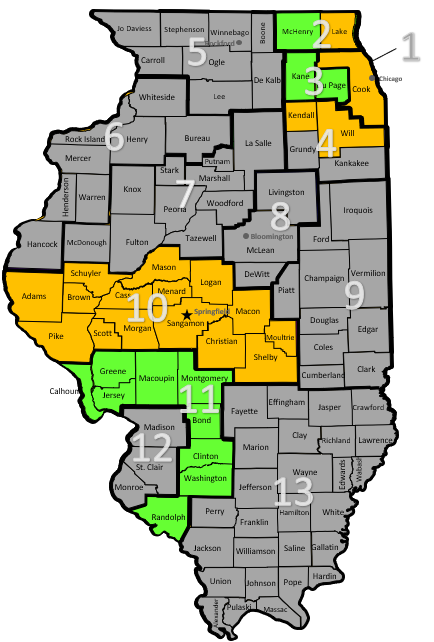 Jo Daviess
Stephenson
Winnebago
Boone
McHenry
Lake
2
1
5
Rockford
Carroll
Ogle
Kane
3
Du Page
Cook
Chicago
De Kalb
Whiteside
Lee
Kendall
Will
4
Grundy
Kankakee
6
Rock Island
Henry
Bureau
La Salle
Mercer
Putnam
Stark
Marshall
Henderson
Warren
Knox
7
Peoria
Woodford
Livingston
Iroquois
8
Hancock
McDonough
Fulton
Tazewell
Bloomington
McLean
Ford
Mason
Schuyler
Logan
DeWitt
Champaign
Vermilion
Adams
Brown
Cass
Menard
Piatt
9
10
Springfield
Macon
Sangamon
Pike
Scott
Morgan
Christian
Moultrie
Douglas
Edgar
Coles
Shelby
Greene
Macoupin
Montgomery
Cumberland
Clark
Calhoun
Jersey
11
Bond
Fayette
Effingham
Jasper
Crawford
Madison
12
Clay
Richland
Lawrence
Marion
Clinton
St. Clair
Washington
Wayne
Edwards
Wabash
Monroe
Jefferson
13
Randolph
Perry
Hamilton
White
Franklin
Jackson
Williamson
Saline
Gallatin
Union
Johnson
Pope
Hardin
Alexander
Pulaski
Massac